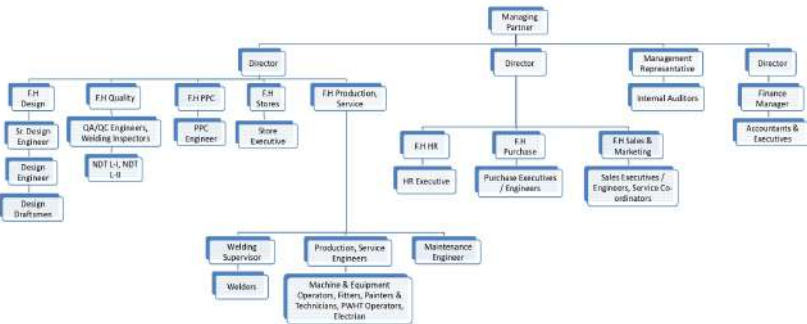 Managing
Partner
Director
Director
Management
Representative
Director
F.H
Design
F.H Quality
F.H PPC
F.H
Stores
F.H Production,
Service
Internal Auditors
Finance
Manager
Sr. Design
Engineer
QA/QC Engineers,
Welding Inspectors
PPC
Engineer
Store
Executive
Accountants &
Executives
F.H HR
F.H
Purchase
F.H Sales &
Marketing
Design
Engineer
NDT L-I, NDT
L-II
HR Executive
Purchase Executives
/ Engineers
Sales Executives /
Engineers, Service Co-
ordinators
Design
Draftsmen
Welding
Supervisor
Production, Service
Engineers
Maintenance
Engineer
Welders
Machine & Equipment
Operators, Fitters, Painters &
Technicians, PWHT Operators,
Electrian